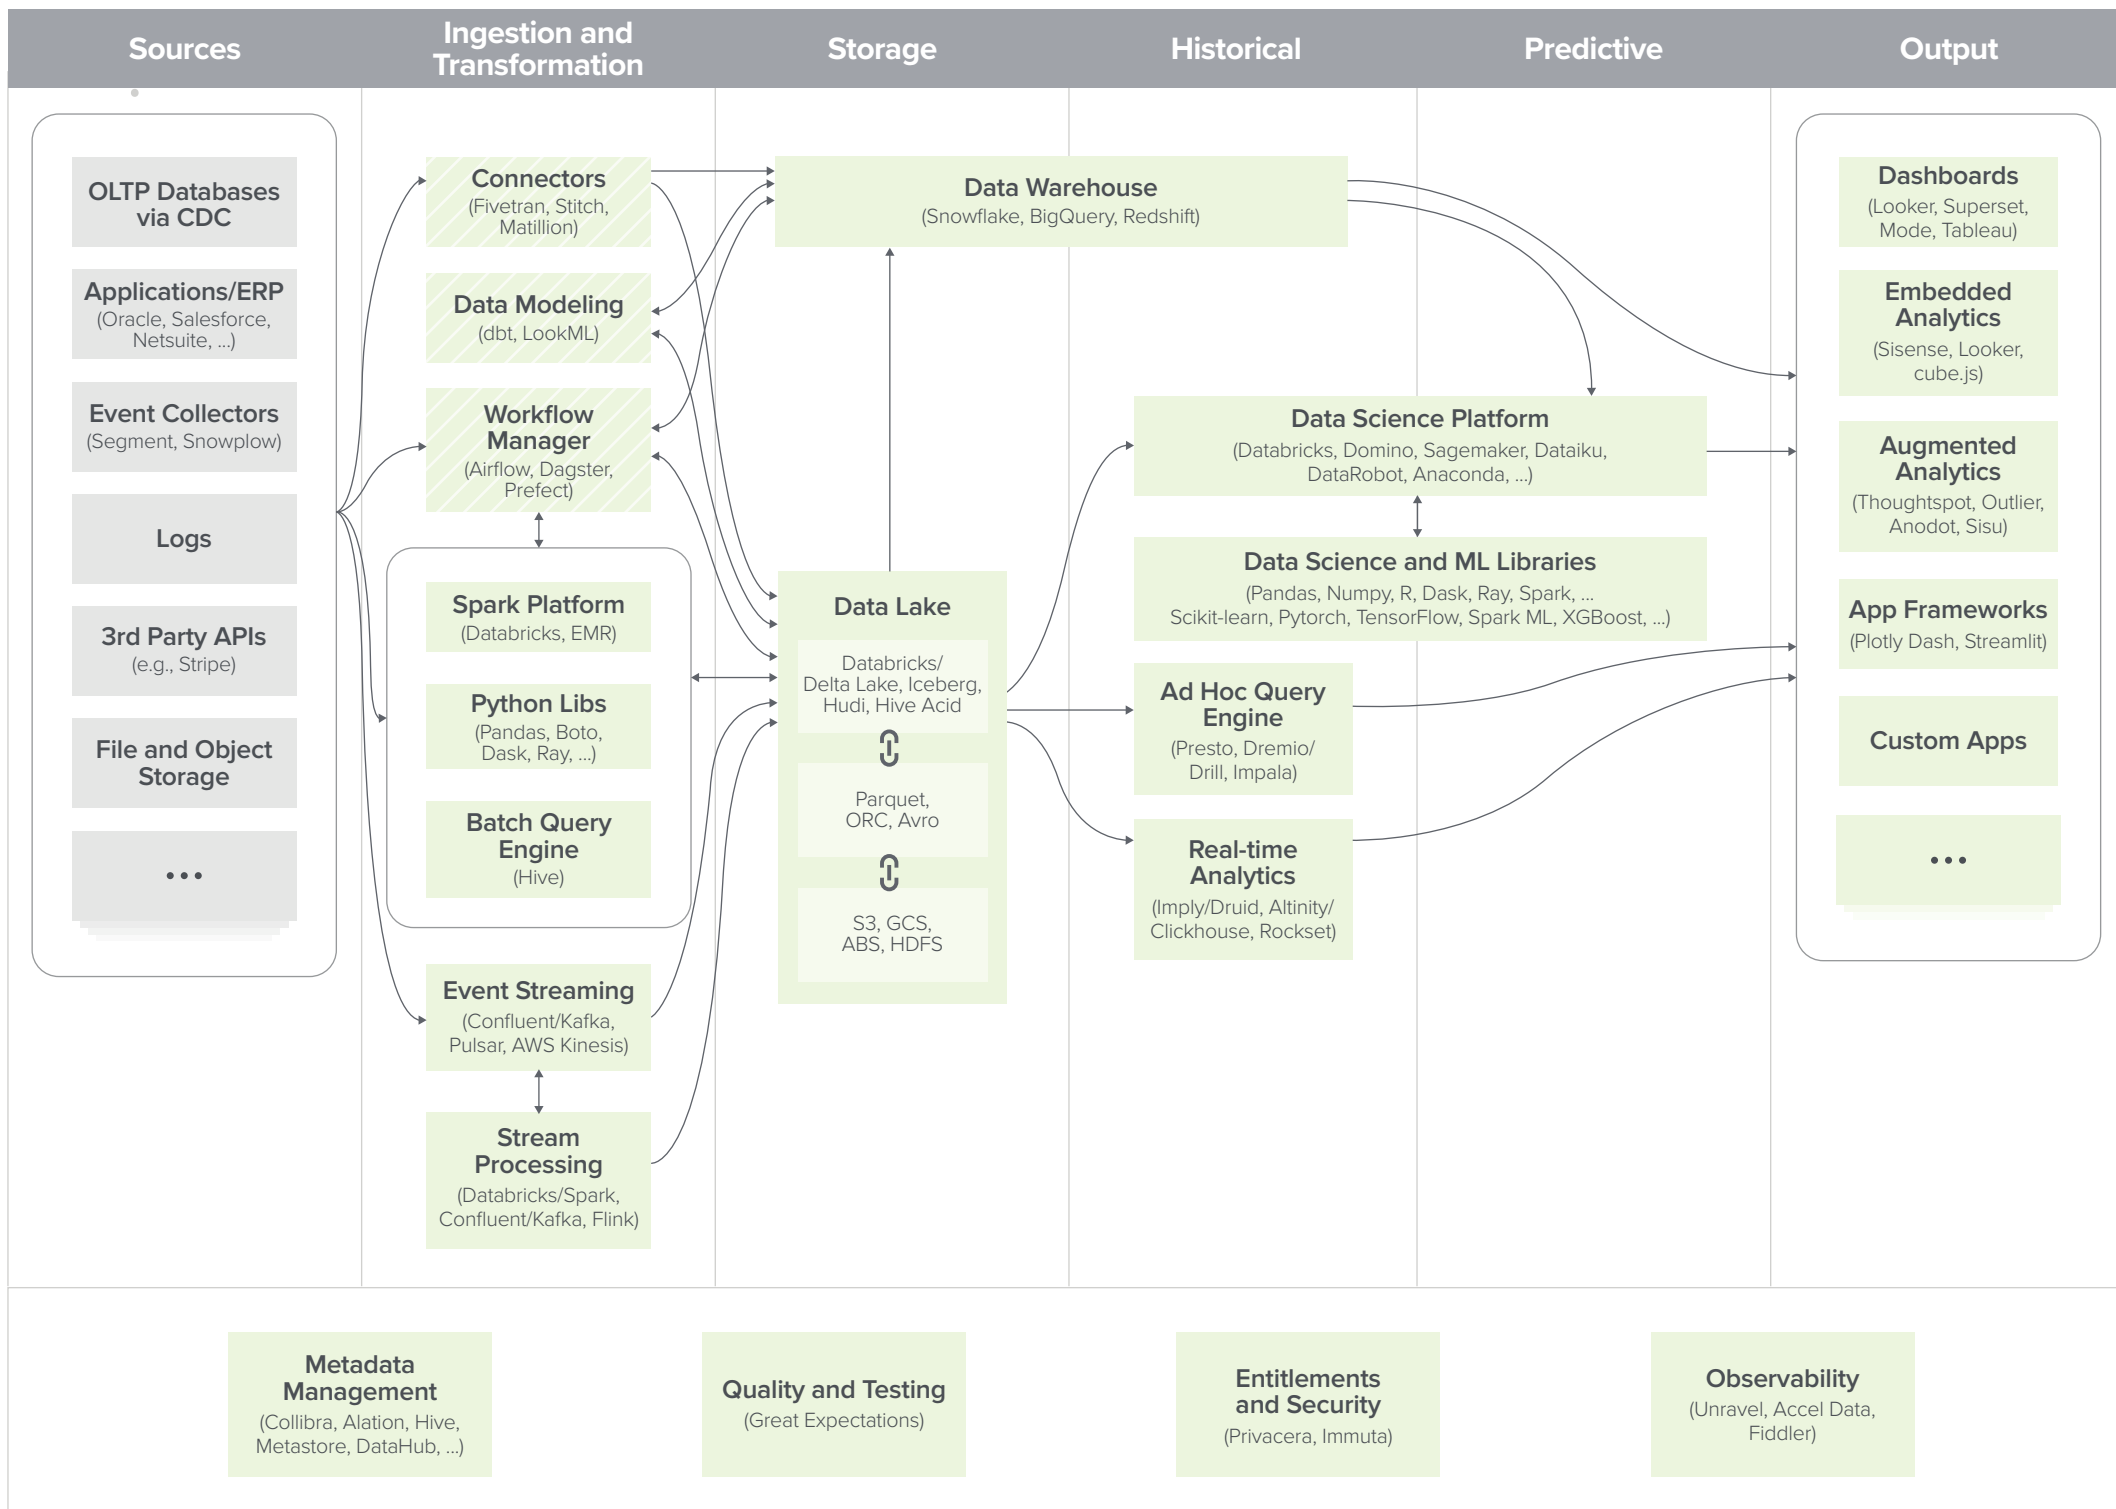 Sources
Ingestion and
Transformation
Storage
Historical
Predictive
Output
OLTP Databases
via CDC
Applications/ERP
(Oracle, Salesforce,
Netsuite, ...)
Event Collectors
(Segment, Snowplow)
Logs
3rd Party APIs
(e.g., Stripe)
File and Object
Storage
...
Connectors
(Fivetran, Stitch,
Matillion)
Data Modeling
(dbt, LookML)
Workflow
Manager
(Airflow, Dagster,
Prefect)
Spark Platform
(Databricks, EMR)
Python Libs
(Pandas, Boto,
Dask, Ray, ...)
Batch Query
Engine
(Hive)
Event Streaming
(Confluent/Kafka,
Pulsar, AWS Kinesis)
Stream
Processing
(Databricks/Spark,
Confluent/Kafka, Flink)
Data Warehouse
(Snowflake, BigQuery, Redshift)
Data Lake
Databricks/
Delta Lake, Iceberg,
Hudi, Hive Acid
Parquet,
ORC, Avro
S3, GCS,
ABS, HDFS
Data Science Platform
(Databricks, Domino, Sagemaker, Dataiku,
DataRobot, Anaconda, ...)
Data Science and ML Libraries
(Pandas, Numpy, R, Dask, Ray, Spark, ...
Scikit-learn, Pytorch, TensorFlow, Spark ML, XGBoost, ...)
Ad Hoc Query
Engine
(Presto, Dremio/
Drill, Impala)
Real-time
Analytics
(Imply/Druid, Altinity/
Clickhouse, Rockset)
Dashboards
(Looker, Superset,
Mode, Tableau)
Embedded
Analytics
(Sisense, Looker,
cube.js)
Augmented
Analytics
(Thoughtspot, Outlier,
Anodot, Sisu)
App Frameworks
(Plotly Dash, Streamlit)
Custom Apps
...
Metadata
Management
(Collibra, Alation, Hive,
Metastore, DataHub, ...)
Quality and Testing
(Great Expectations)
Entitlements
and Security
(Privacera, Immuta)
Observability
(Unravel, Accel Data,
Fiddler)